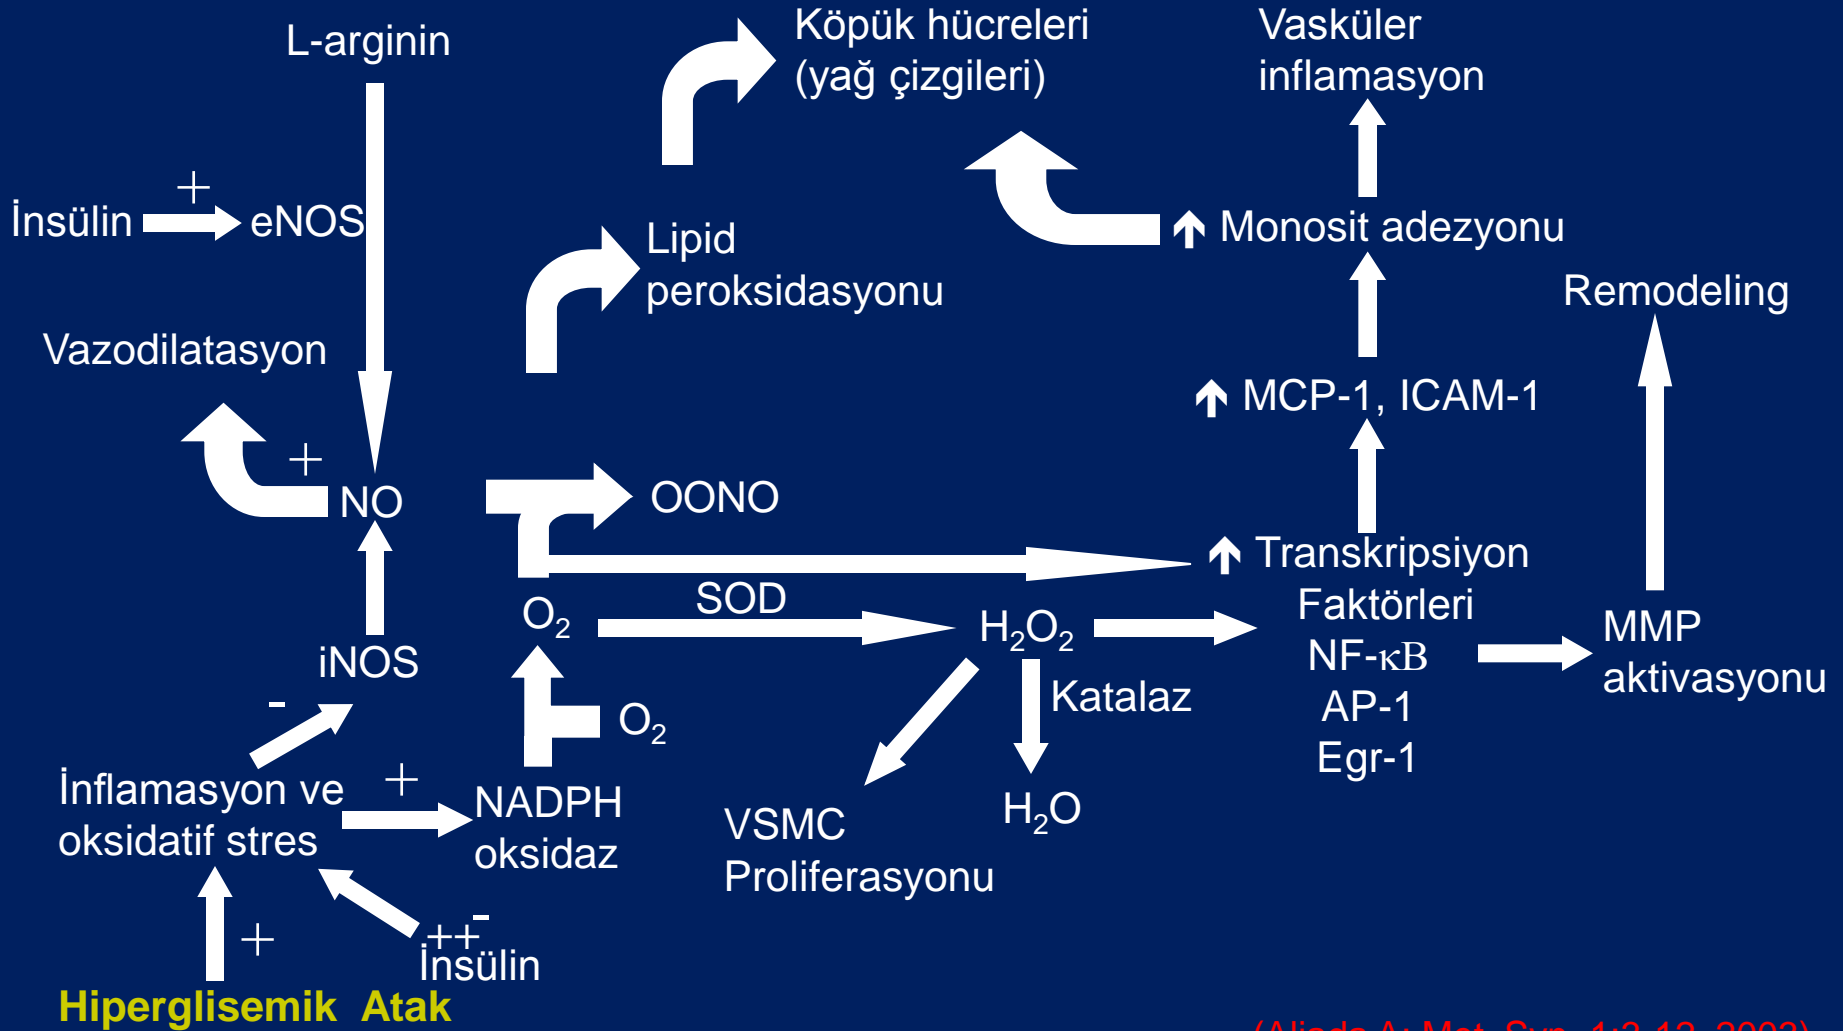 L-arginin
Köpük hücreleri
(yağ çizgileri)
Vasküler
inflamasyon
+
İnsülin
eNOS
Lipid
peroksidasyonu
Monosit adezyonu
Remodeling
Vazodilatasyon
MCP-1, ICAM-1
+
NO
OONO
Transkripsiyon
Faktörleri
NF-κB
AP-1
Egr-1
SOD
O₂
H₂O₂
MMP
aktivasyonu
iNOS
Katalaz
-
O₂
İnflamasyon ve
oksidatif stres
+
NADPH
oksidaz
VSMC
Proliferasyonu
H₂O
+
++-
İnsülin
Hiperglisemik Atak